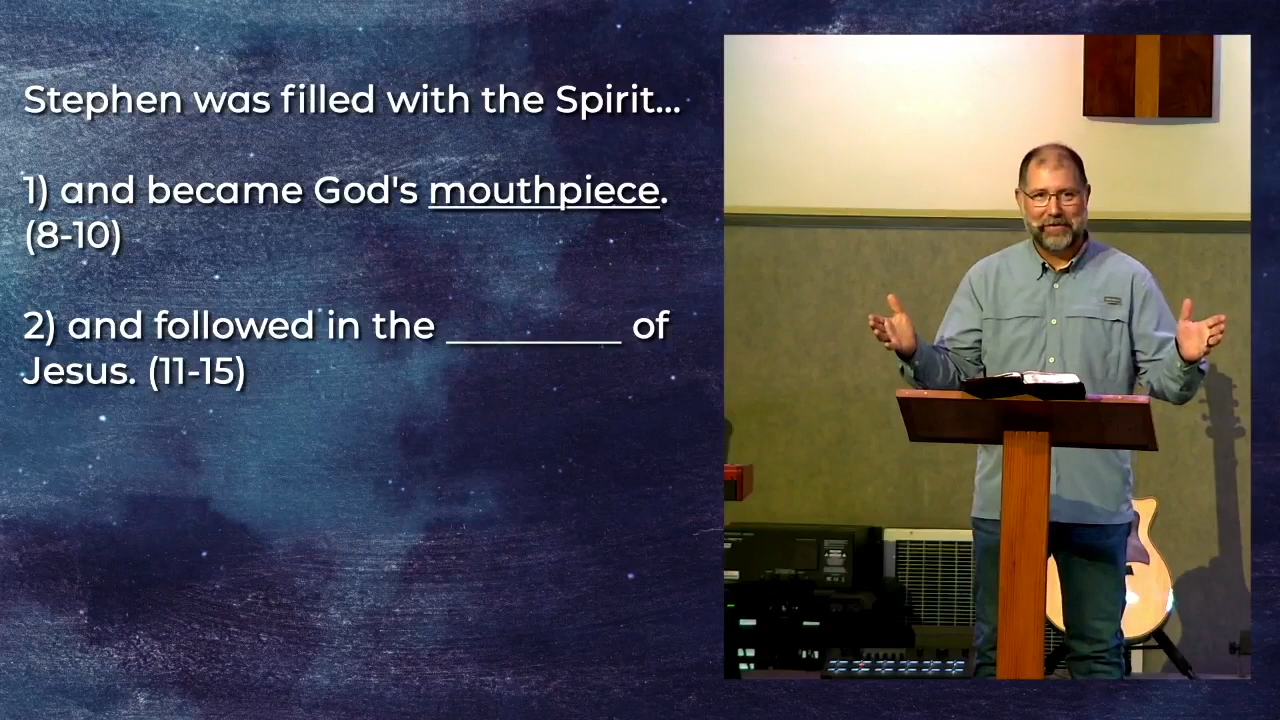 Stephen was filled with the Spirit...
1) and became God's mouthpiece.
(8-10)
2) and followed in the _________ of
Jesus. (11-15)